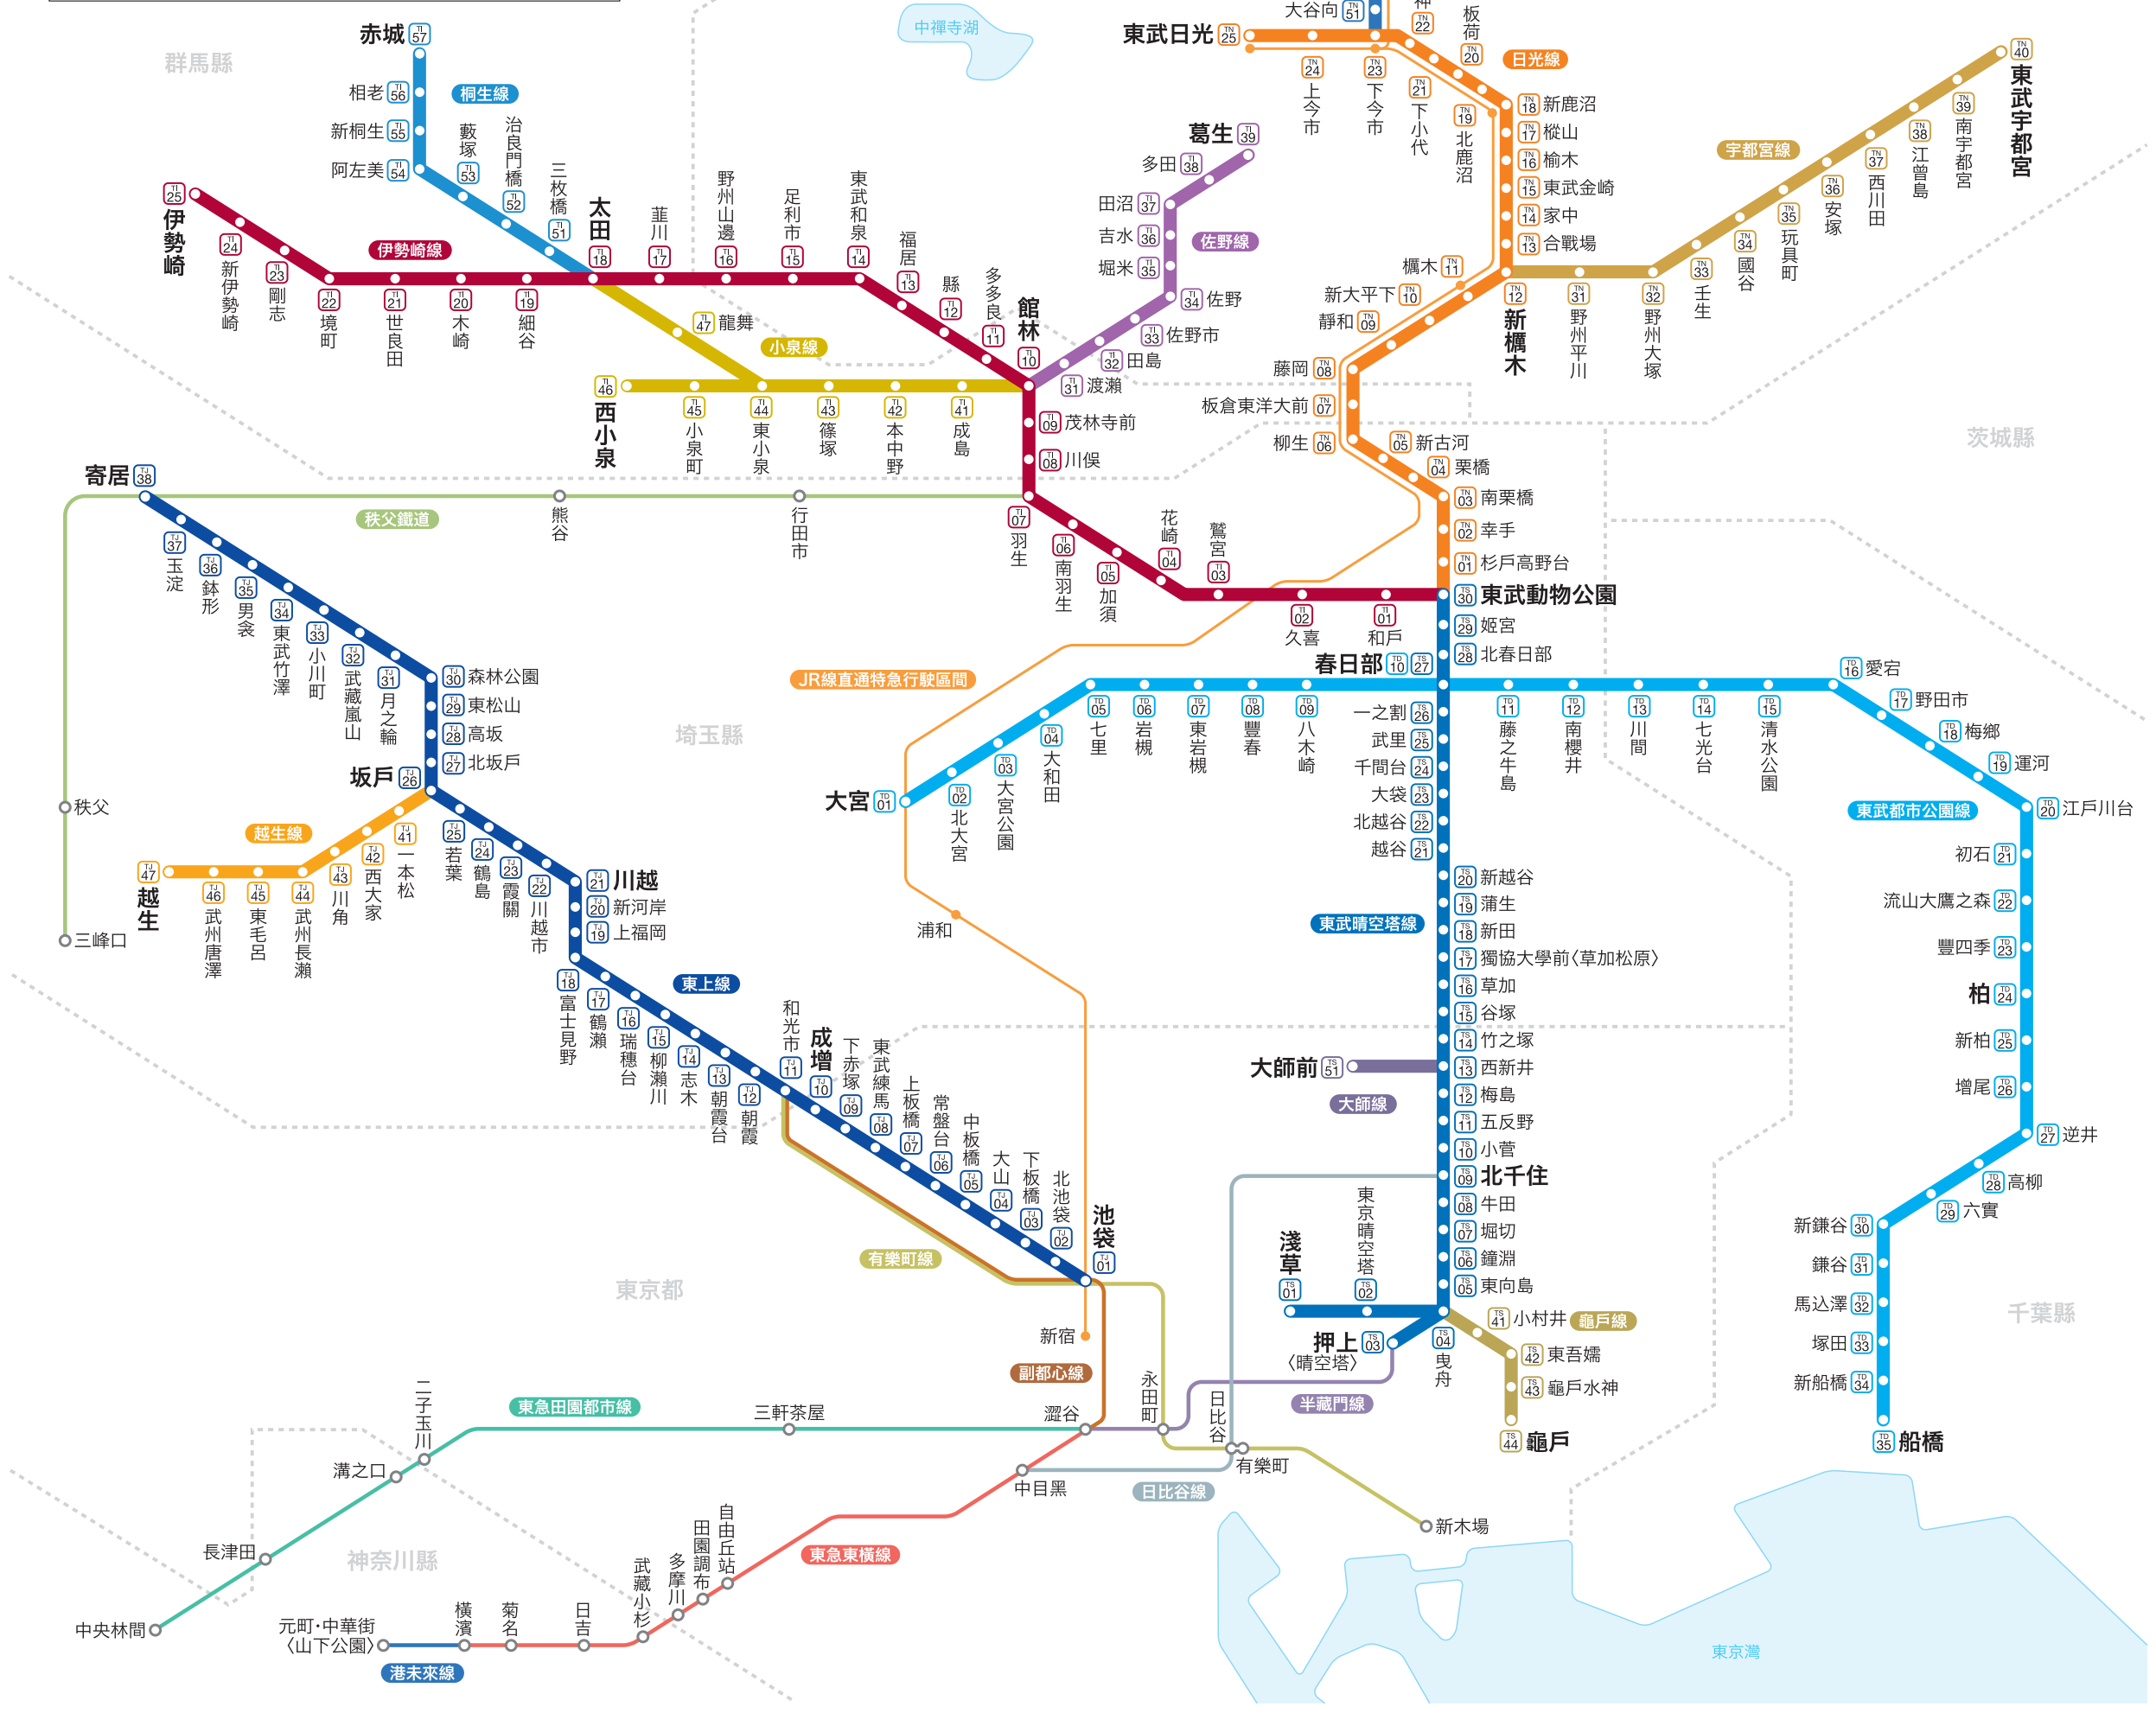 群馬縣
中禪寺湖
茨城縣
埼玉縣
東京都
千葉縣
神奈川縣
東京灣
桐生線
赤城 TI 57
相老 TI 56
新桐生 TI 55
阿左美 TI 54
藪塚 TI 53
治良門橋 TI 52
三枚橋 TI 51
伊勢崎線
TI 25 伊勢崎
TI 24 新伊勢崎
TI 23 剛志
TI 22 境町
TI 21 世良田
TI 20 木崎
TI 19 細谷
太田 TI 18
韮川 TI 17
野州山邊 TI 16
足利市 TI 15
東武和泉 TI 14
福居 TI 13
縣 TI 12
多多良 TI 11
館林 TI 10
TI 09 茂林寺前
TI 08 川俣
TI 07 羽生
TI 06 南羽生
TI 05 加須
花崎 TI 04
鷲宮 TI 03
TI 02 久喜
TI 01 和戶
小泉線
TI 47 龍舞
TI 46 西小泉
TI 45 小泉町
TI 44 東小泉
TI 43 篠塚
TI 42 本中野
TI 41 成島
佐野線
葛生 TI 39
多田 TI 38
田沼 TI 37
吉水 TI 36
堀米 TI 35
TI 34 佐野
TI 33 佐野市
TI 32 田島
TI 31 渡瀨
日光線
大谷向 TI 51
東武日光 TN 25
TN 24 上今市
TN 23 下今市
神
TN 22
TN 21 下小代
板荷 TN 20
TN 19 北鹿沼
TN 18 新鹿沼
TN 17 樅山
TN 16 榆木
TN 15 東武金崎
TN 14 家中
TN 13 合戰場
TN 12 新櫔木
櫔木 TN 11
新大平下 TN 10
靜和 TN 09
藤岡 TN 08
板倉東洋大前 TN 07
柳生 TN 06
TN 05 新古河
TN 04 栗橋
TN 03 南栗橋
TN 02 幸手
TN 01 杉戶高野台
宇都宮線
TN 40 東武宇都宮
TN 39 南宇都宮
TN 38 江曾島
TN 37 西川田
TN 36 安塚
TN 35 玩具町
TN 34 國谷
TN 33 壬生
TN 32 野州大塚
TN 31 野州平川
秩父鐵道
熊谷
行田市
秩父
三峰口
東上線
寄居 TJ 38
TJ 37 玉淀
TJ 36 鉢形
TJ 35 男衾
TJ 34 東武竹澤
TJ 33 小川町
TJ 32 武藏嵐山
TJ 31 月之輪
TJ 30 森林公園
TJ 29 東松山
TJ 28 高坂
TJ 27 北坂戶
坂戶 TJ 26
TJ 25 若葉
TJ 24 鶴島
TJ 23 霞關
TJ 22 川越市
TJ 21 川越
TJ 20 新河岸
TJ 19 上福岡
TJ 18 富士見野
TJ 17 鶴瀨
TJ 16 瑞穗台
TJ 15 柳瀨川
TJ 14 志木
TJ 13 朝霞台
TJ 12 朝霞
和光市 TJ 11
成增 TJ 10
下赤塚 TJ 09
東武練馬 TJ 08
上板橋 TJ 07
常盤台 TJ 06
中板橋 TJ 05
大山 TJ 04
下板橋 TJ 03
北池袋 TJ 02
池袋 TJ 01
越生線
TJ 47 越生
TJ 46 武州唐澤
TJ 45 東毛呂
TJ 44 武州長瀨
TJ 43 川角
TJ 42 西大家
TJ 41 一本松
JR線直通特急行駛區間
浦和
新宿
東武晴空塔線
TS 30 東武動物公園
TS 29 姬宮
TS 28 北春日部
春日部 TD 10 TS 27
一之割 TS 26
武里 TS 25
千間台 TS 24
大袋 TS 23
北越谷 TS 22
越谷 TS 21
TS 20 新越谷
TS 19 蒲生
TS 18 新田
TS 17 獨協大學前〈草加松原〉
TS 16 草加
TS 15 谷塚
TS 14 竹之塚
TS 13 西新井
TS 12 梅島
TS 11 五反野
TS 10 小菅
TS 09 北千住
TS 08 牛田
TS 07 堀切
TS 06 鐘淵
TS 05 東向島
TS 04 曳舟
押上 TS 03
〈晴空塔〉
東京晴空塔 TS 02
淺草 TS 01
大師前 TS 51
大師線
龜戶線
TS 41 小村井
TS 42 東吾嬬
TS 43 龜戶水神
TS 44 龜戶
東武都市公園線
大宮 TD 01
TD 02 北大宮
TD 03 大宮公園
TD 04 大和田
TD 05 七里
TD 06 岩槻
TD 07 東岩槻
TD 08 豐春
TD 09 八木崎
TD 11 藤之牛島
TD 12 南櫻井
TD 13 川間
TD 14 七光台
TD 15 清水公園
TD 16 愛宕
TD 17 野田市
TD 18 梅鄉
TD 19 運河
TD 20 江戶川台
初石 TD 21
流山大鷹之森 TD 22
豐四季 TD 23
柏 TD 24
新柏 TD 25
增尾 TD 26
TD 27 逆井
TD 28 高柳
TD 29 六實
新鎌谷 TD 30
鎌谷 TD 31
馬込澤 TD 32
塚田 TD 33
新船橋 TD 34
TD 35 船橋
有樂町線
副都心線
半藏門線
日比谷線
永田町
日比谷
有樂町
新木場
中目黑
澀谷
東急田園都市線
三軒茶屋
二子玉川
溝之口
長津田
中央林間
東急東橫線
自由丘站
田園調布
多摩川
武藏小杉
日吉
菊名
橫濱
元町・中華街
〈山下公園〉
港未來線